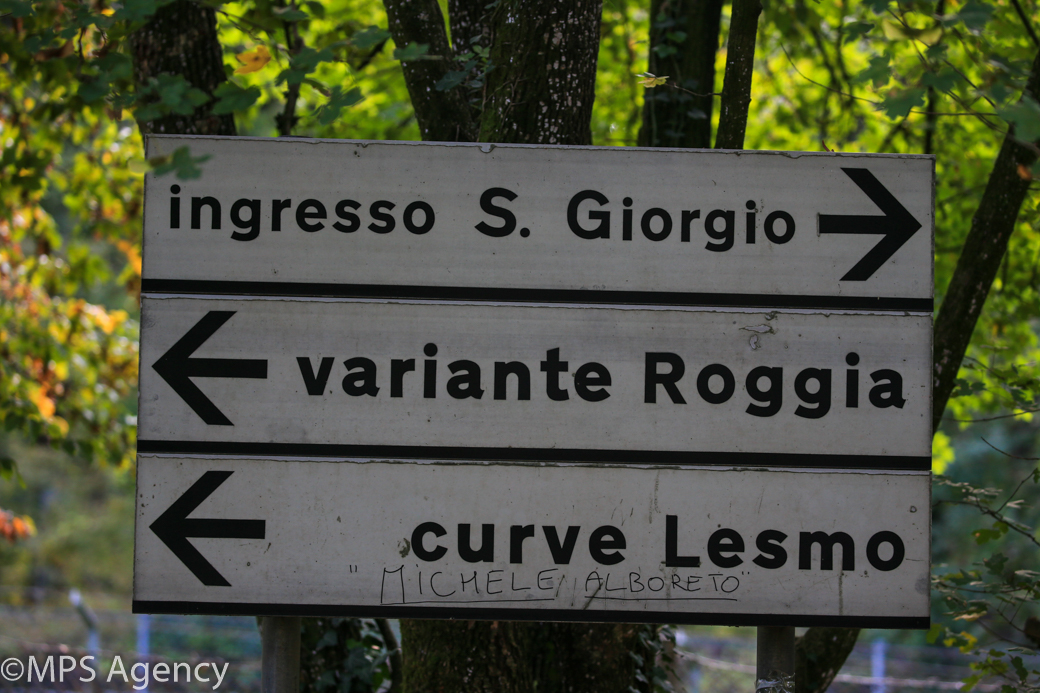 ingresso S. Giorgio
variante Roggia
curve Lesmo
"MICHELE ALBORETO"
©MPS Agency